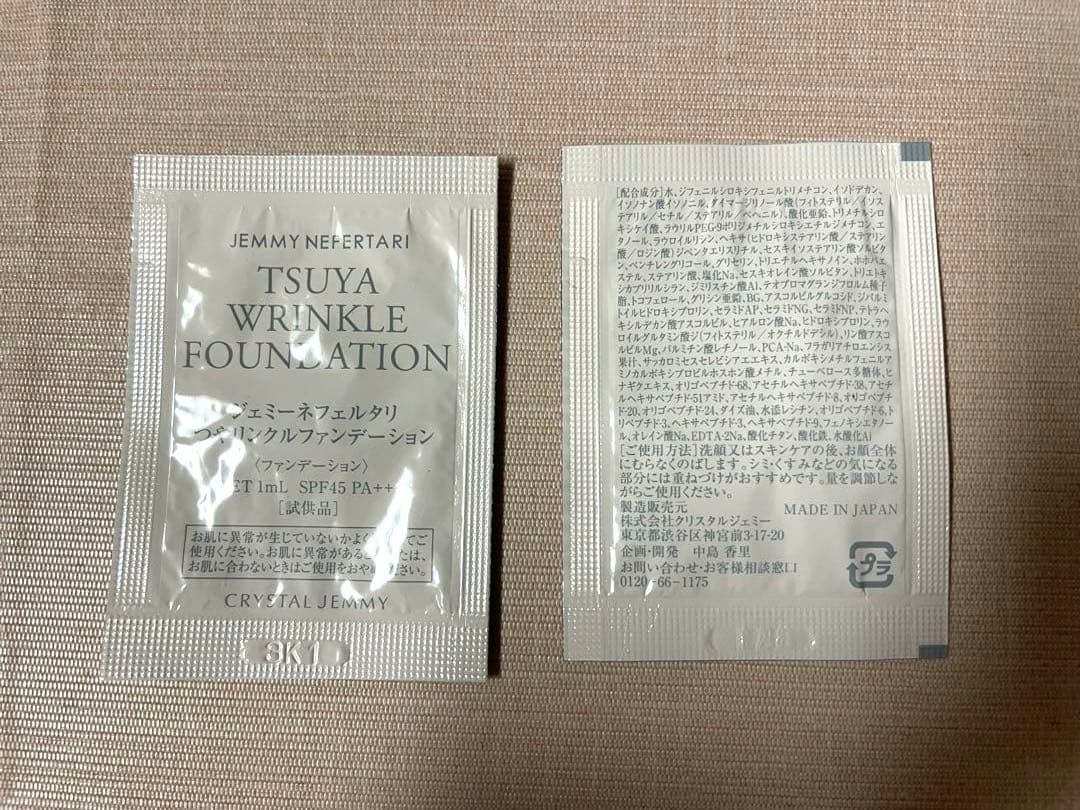 JEMMY NEFERTARI
TSUYA
WRINKLE
FOUNDATION
ジェミーネフェルタリ
つやリンクルファンデーション
〈ファンデーション〉
ET 1mL SPF45 PA++
[試供品]
お肌に異常が生じていないかよく てご
使用ください。お肌に異常がある は、
お肌に合わないときはご使用をおやめ ください。
CRYSTAL JEMMY
3K1
[配合成分]水、ジフェニルシロキシフェニルトリメチコン、イソドデカン、
イソノナン酸イソノニル、ダイマージリノール酸(フィトステリル/イソス
テアリル/セチル/ステアリル/ベヘニル)、酸化亜鉛、トリメチルシロ
キシケイ酸、ラウリルPEG-9ポリジメチルシロキシエチルジメチコン、エ
タノール、ラウロイルリシン、ヘキサ(ヒドロキシステアリン酸/ステアリン
酸/ロジン酸)ジペンタエリスリチル、セスキイソステアリン酸ソルビタ
ン、ペンチレングリコール、グリセリン、トリエチルヘキサノイン、ホホバエ
ステル、ステアリン酸、塩化Na、セスキオレイン酸ソルビタン、トリエトキ
シカプリリルシラン、ジミリスチン酸Al、テオブロマグランジフロルム種子
脂、トコフェロール、グリシン亜鉛、BG、アスコルビルグルコシド、ジパルミ
トイルヒドロキシプロリン、セラミドAP、セラミドNG、セラミドNP、テトラヘ
キシルデカン酸アスコルビル、ヒアルロン酸Na、ヒドロキシプロリン、ラウ
ロイルグルタミン酸ジ(フィトステリル/オクチルドデシル)、リン酸アスコ
ルビルMg、パルミチン酸レチノール、PCA-Na、フラガリアチロエンシス
果汁、サッカロミセスセレビシアエエキス、カルボキシメチルフェニルア
ミノカルボキシプロピルホスホン酸メチル、チューベロース多糖体、ヒ
ナギクエキス、オリゴペプチド-68、アセチルヘキサペプチド-38、アセチ
ルヘキサペプチド-51アミド、アセチルヘキサペプチド-8、オリゴペプチ
ド-20、オリゴペプチド-24、ダイズ油、水添レシチン、オリゴペプチド-6、ト
リペプチド-3、ヘキサペプチド-3、ヘキサペプチド-9、フェノキシエタノー
ル、オレイン酸Na、EDTA-2Na、酸化チタン、酸化鉄、水酸化Al
[ご使用方法]洗顔又はスキンケアの後、お顔全体
にむらなくのばします。シミ・くすみなどの気になる
部分には重ねづけがおすすめです。量を調節しな
がらご使用ください。
製造販売元 MADE IN JAPAN
株式会社クリスタルジェミー
東京都渋谷区神宮前3-17-20
企画・開発 中島 香里
お問い合わせ・お客様相談窓口
0120-66-1175
プラ